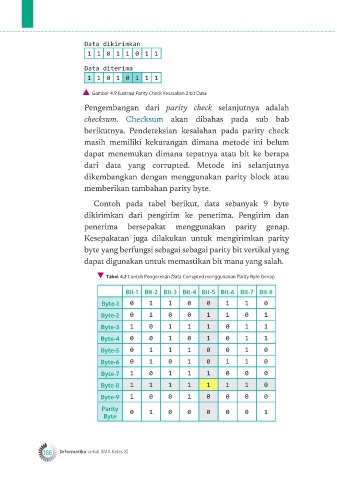 Data dikirimkan
1 1 0 1 1 0 1 1
Data diterima
1 1 0 1 0 1 1 1
Gambar 4.9 Ilustrasi Parity Check Kesalahan 2 bit Data
Pengembangan dari parity check selanjutnya adalah
checksum. Checksum akan dibahas pada sub bab
berikutnya. Pendeteksian kesalahan pada parity check
masih memiliki kekurangan dimana metode ini belum
dapat menemukan dimana tepatnya atau bit ke berapa
dari data yang corrupted. Metode ini selanjutnya
dikembangkan dengan menggunakan parity block atau
memberikan tambahan parity byte.
Contoh pada tabel berikut, data sebanyak 9 byte
dikirimkan dari pengirim ke penerima. Pengirim dan
penerima bersepakat menggunakan parity genap.
Kesepakatan juga dilakukan untuk mengirimkan parity
byte yang berfungsi sebagai sebagai parity bit vertikal yang
dapat digunakan untuk memastikan bit mana yang salah.
Tabel 4.2 Contoh Pengecekan Data Corrupted menggunakan Parity Byte Genap
Bit-1 Bit-2 Bit-3 Bit-4 Bit-5 Bit-6 Bit-7 Bit-8
Byte-1 0 1 1 0 0 1 1 0
Byte-2 0 1 0 0 1 1 0 1
Byte-3 1 0 1 1 1 0 1 1
Byte-4 0 0 1 0 1 0 1 1
Byte-5 0 1 1 1 0 0 1 0
Byte-6 0 1 0 1 0 1 1 0
Byte-7 1 0 1 1 1 0 0 0
Byte-8 1 1 1 1 1 1 1 0
Byte-9 1 0 0 1 0 0 0 0
Parity
Byte 0 1 0 0 0 0 0 1
168 Informatika untuk SMA Kelas XI